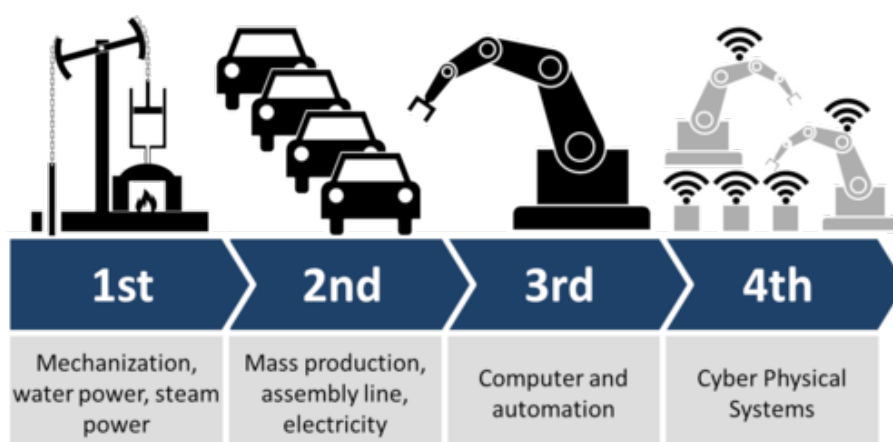 1st
2nd
3rd
4th
Mechanization,
water power, steam
power
Mass production,
assembly line,
electricity
Computer and
automation
Cyber Physical
Systems